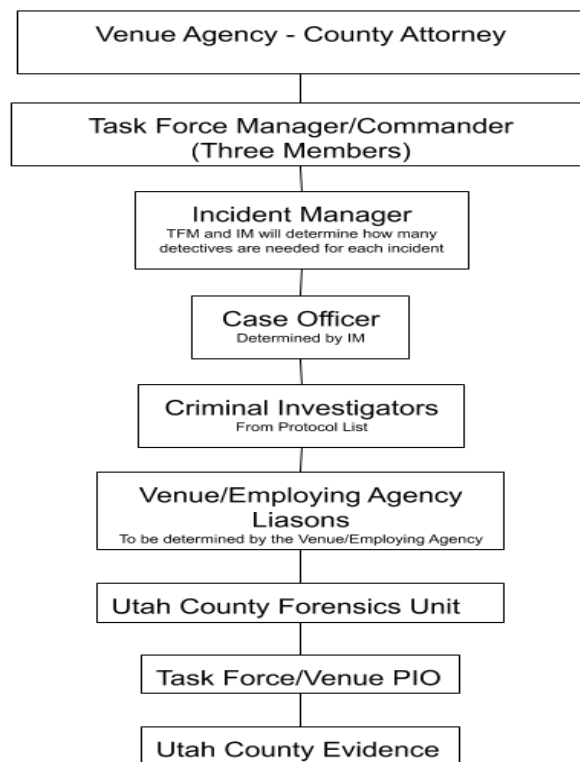 Venue Agency - County Attorney
Task Force Manager/Commander
(Three Members)
Incident Manager
TFM and IM will determine how many
detectives are needed for each incident
Case Officer
Determined by IM
Criminal Investigators
From Protocol List
Venue/Employing Agency
Liasons
To be determined by the Venue/Employing Agency
Utah County Forensics Unit
Task Force/Venue PIO
Utah County Evidence